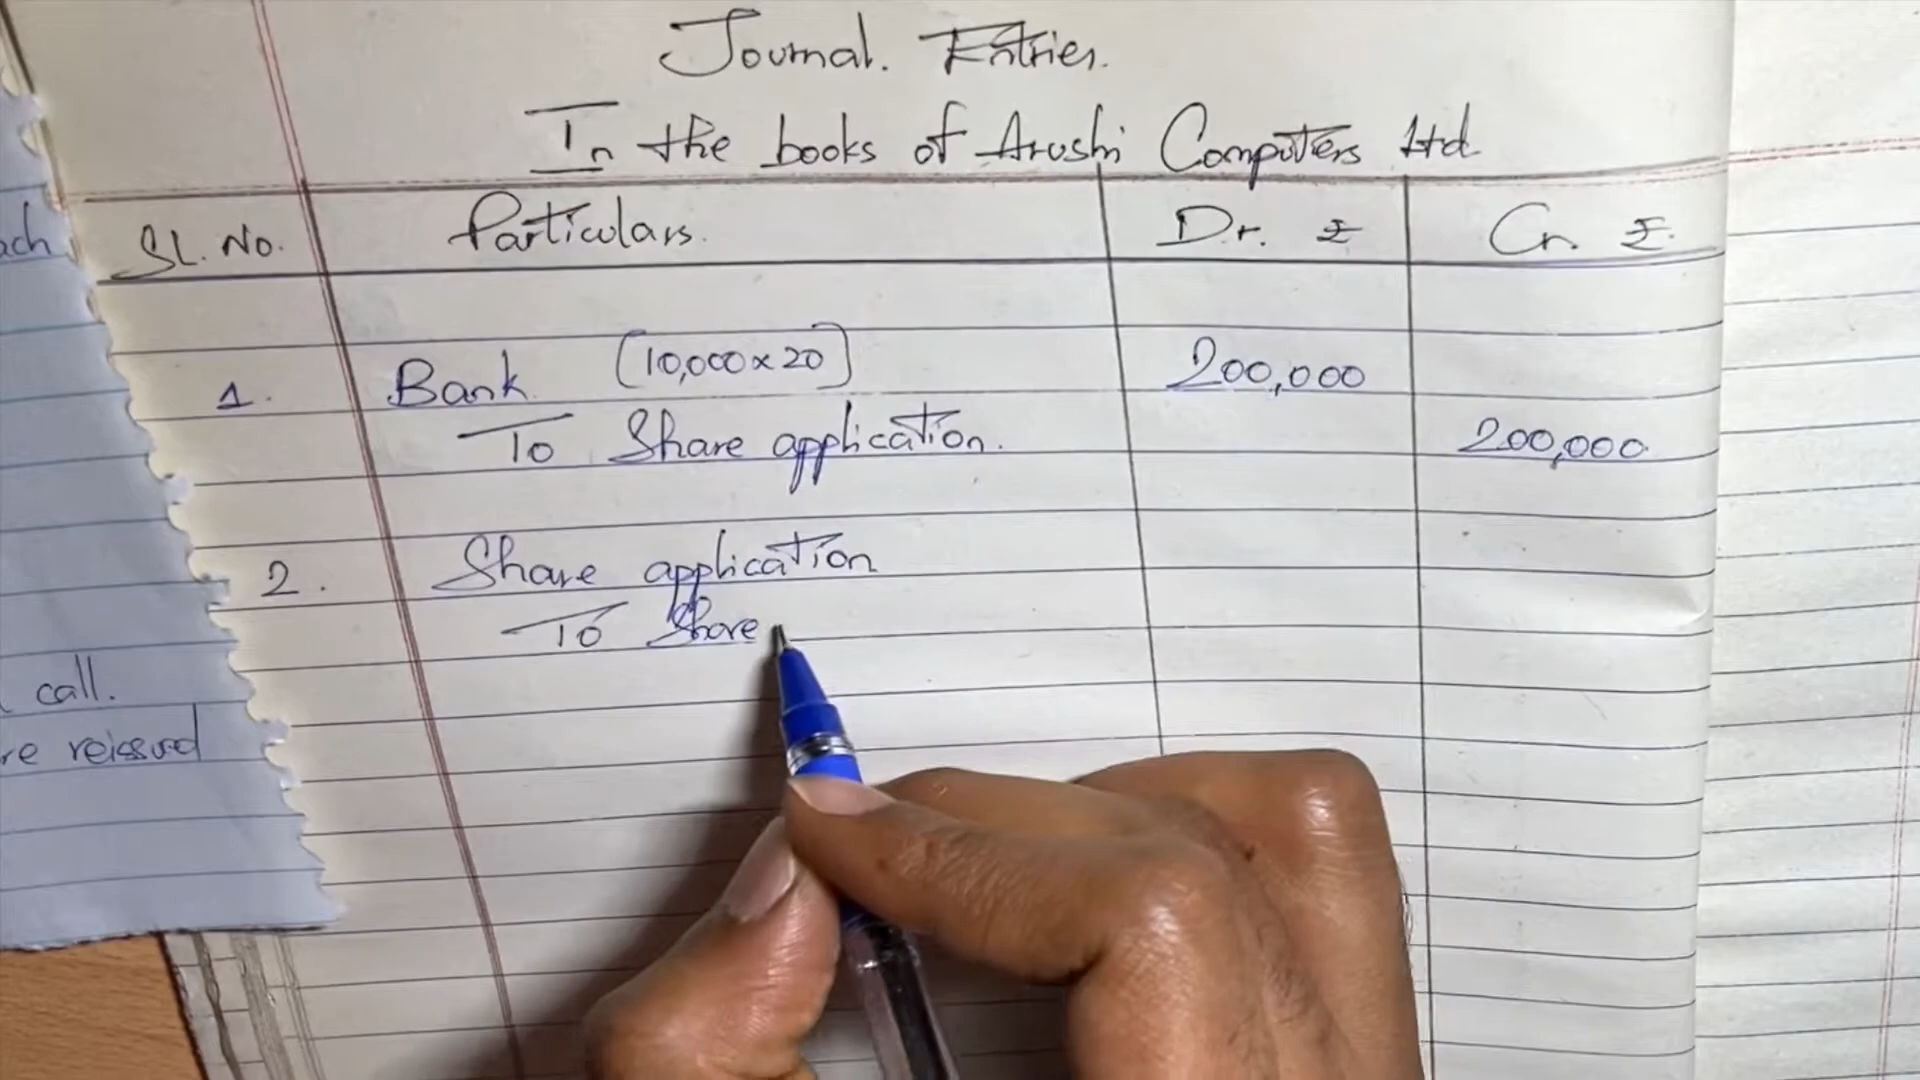 Journal. Entries.
In the books of Arushi Computers Ltd
SL. No. Particulars. Dr. ₹ Cr. ₹.
1. Bank (10,000 x 20) 200,000
To Share application. 200,000
2. Share application
To Share
ach
call.
re reissued